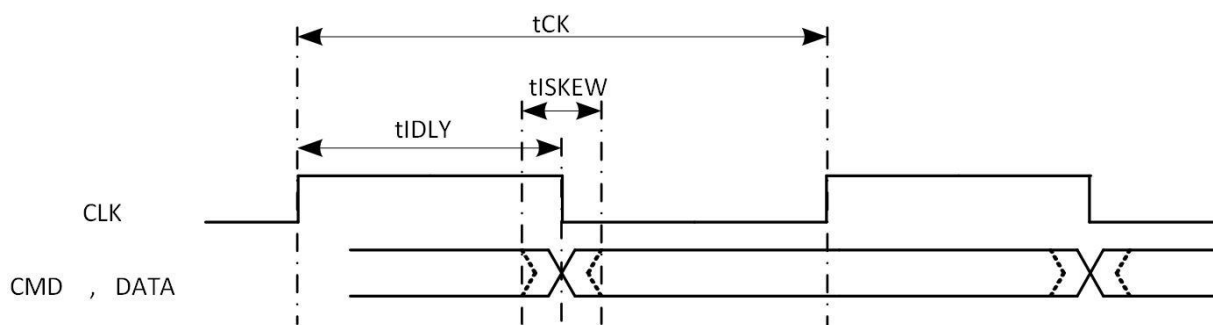 tCK
tISKEW
tIDLY
CLK
CMD , DATA